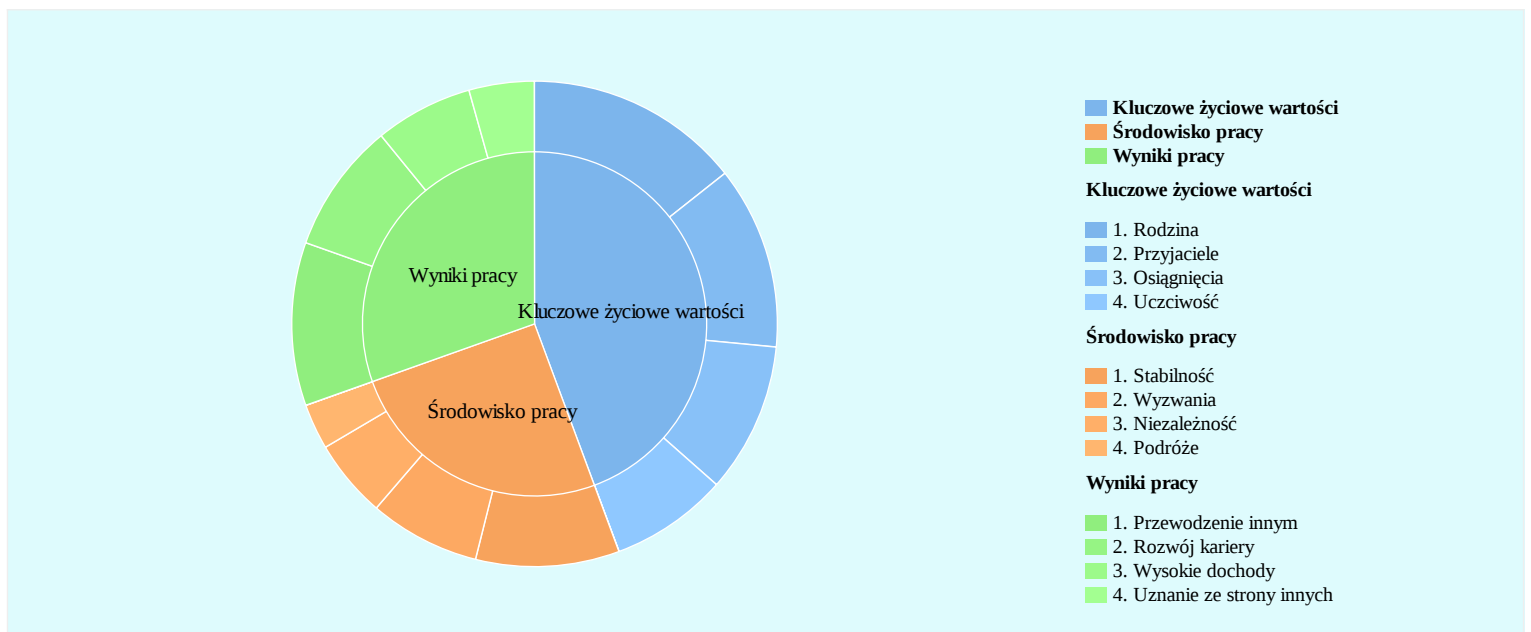 Wyniki pracy
Kluczowe życiowe wartości
Środowisko pracy
Kluczowe życiowe wartości
Środowisko pracy
Wyniki pracy
Kluczowe życiowe wartości
1. Rodzina
2. Przyjaciele
3. Osiągnięcia
4. Uczciwość
Środowisko pracy
1. Stabilność
2. Wyzwania
3. Niezależność
4. Podróże
Wyniki pracy
1. Przewodzenie innym
2. Rozwój kariery
3. Wysokie dochody
4. Uznanie ze strony innych